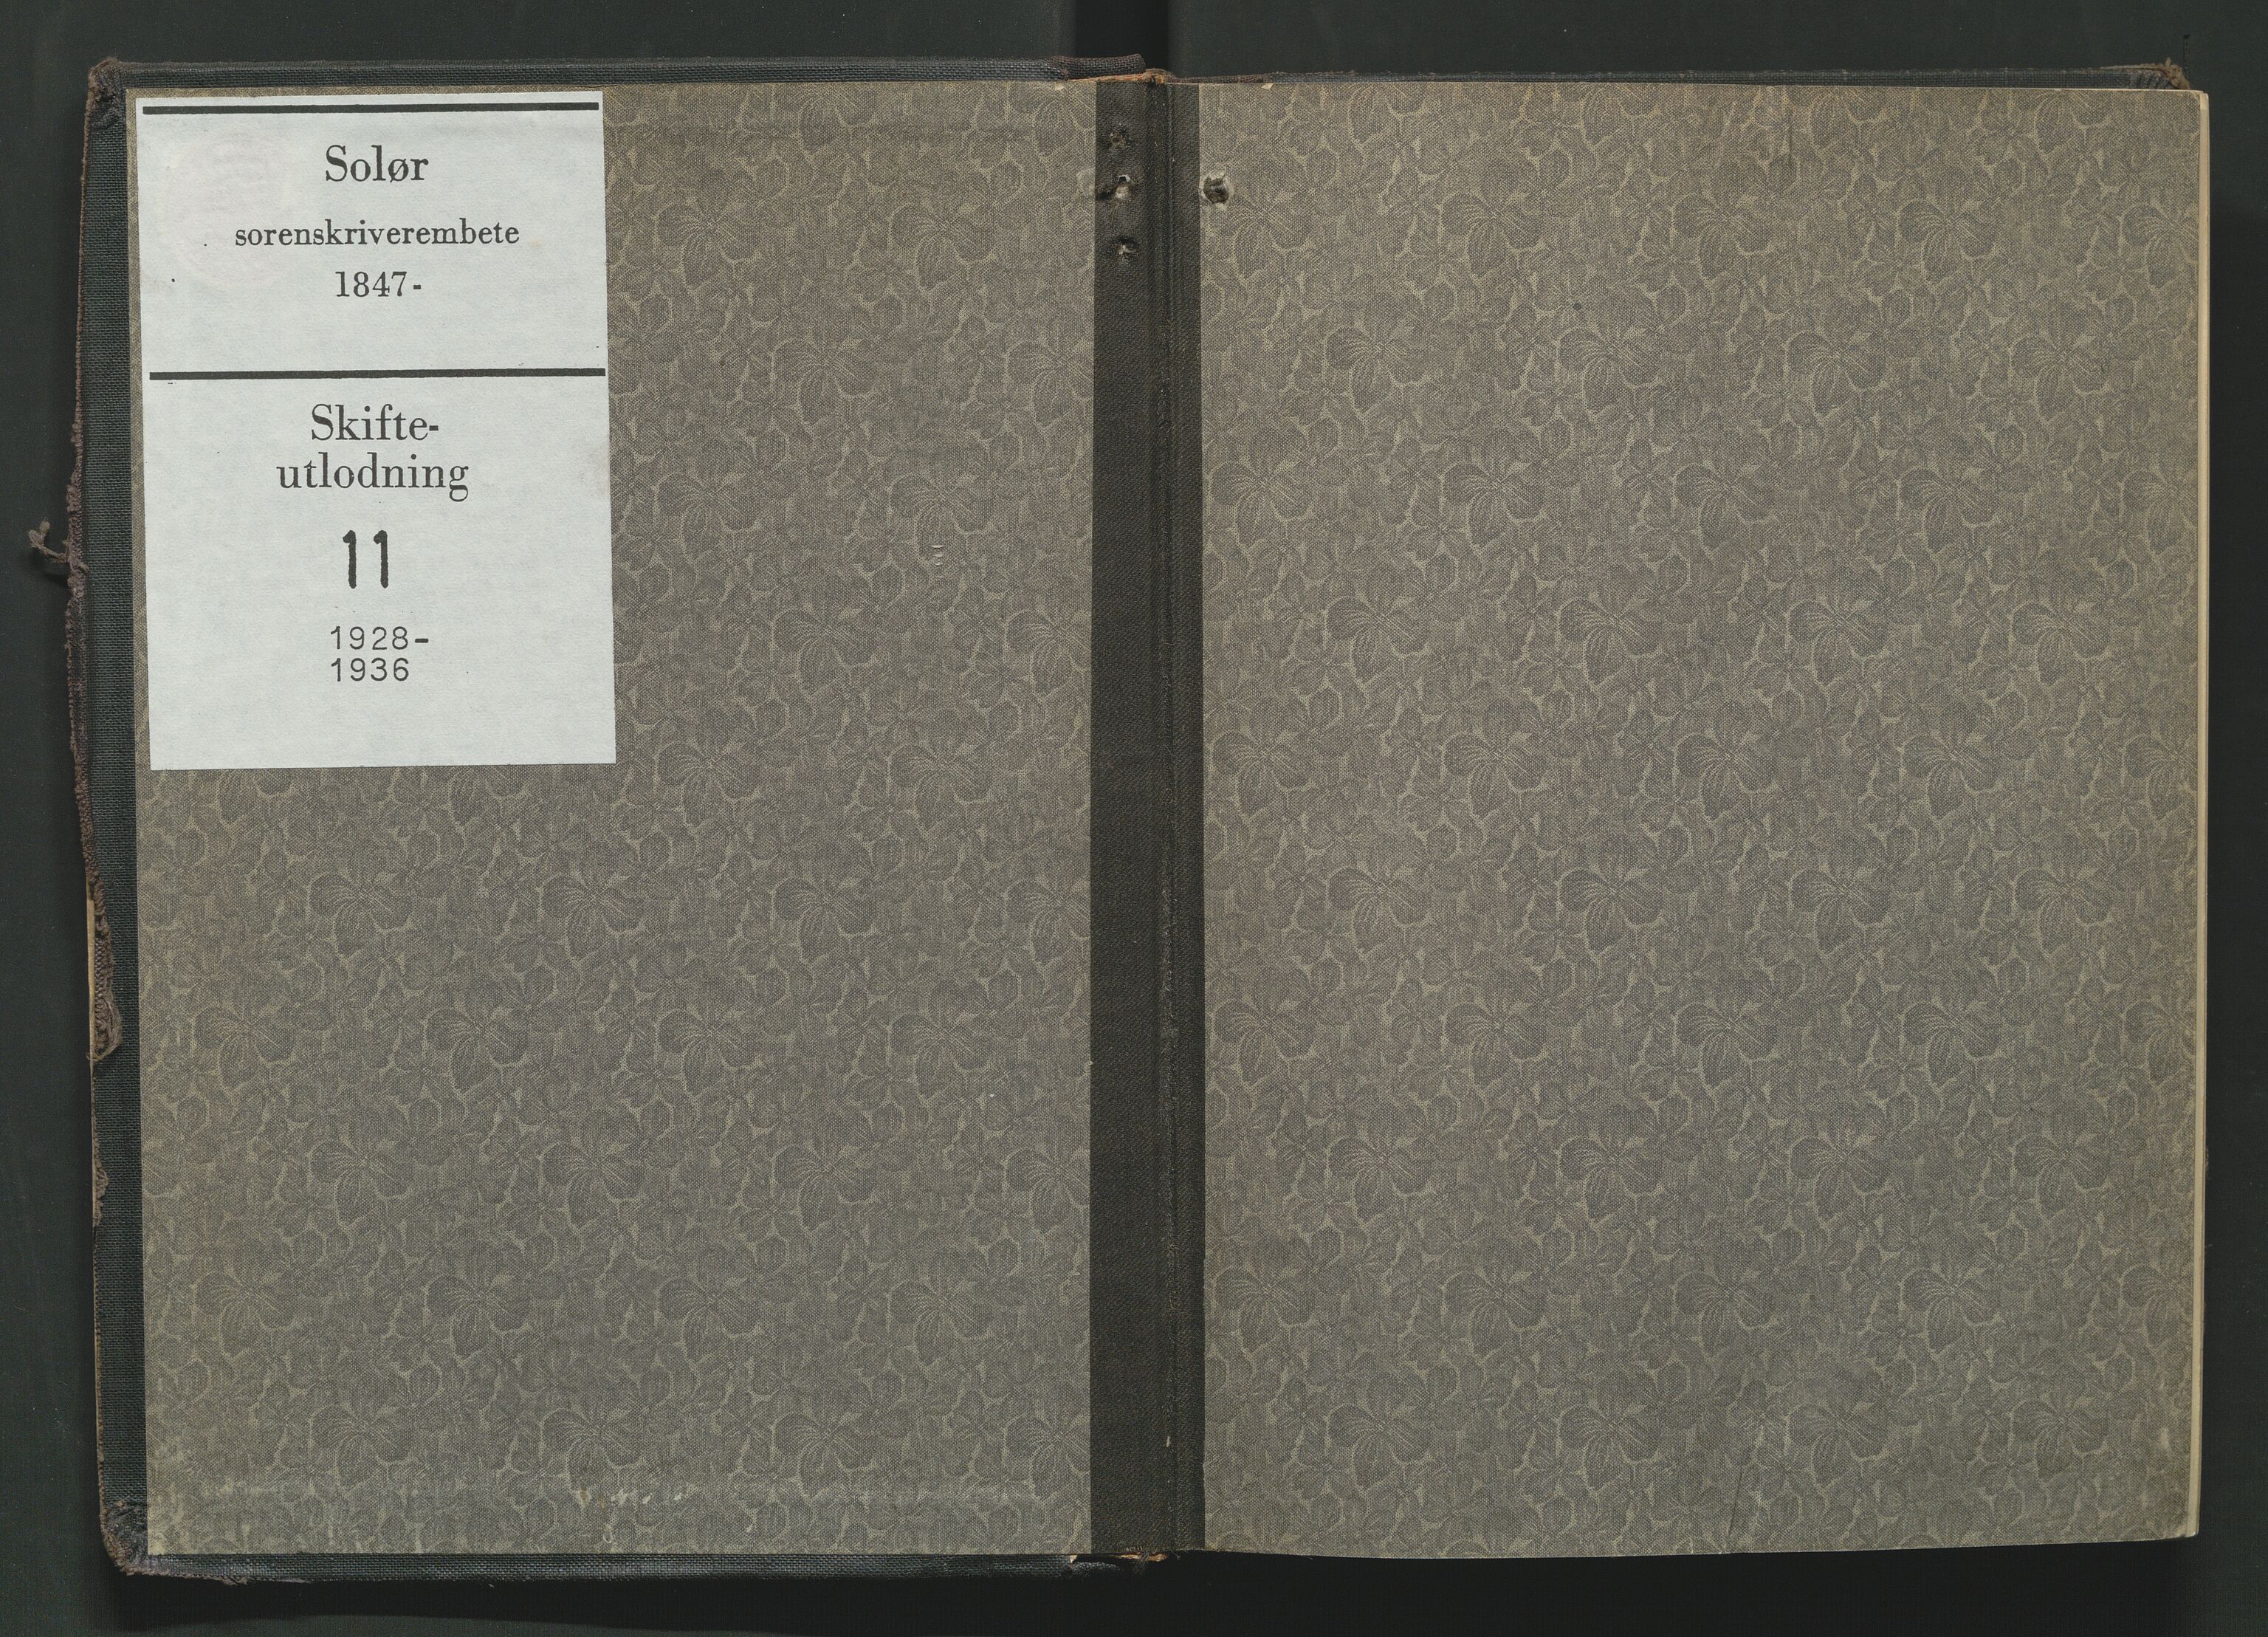 Solør
sorenskriverembete
1847-
Skifte-
utlodning
11
1928-
1936